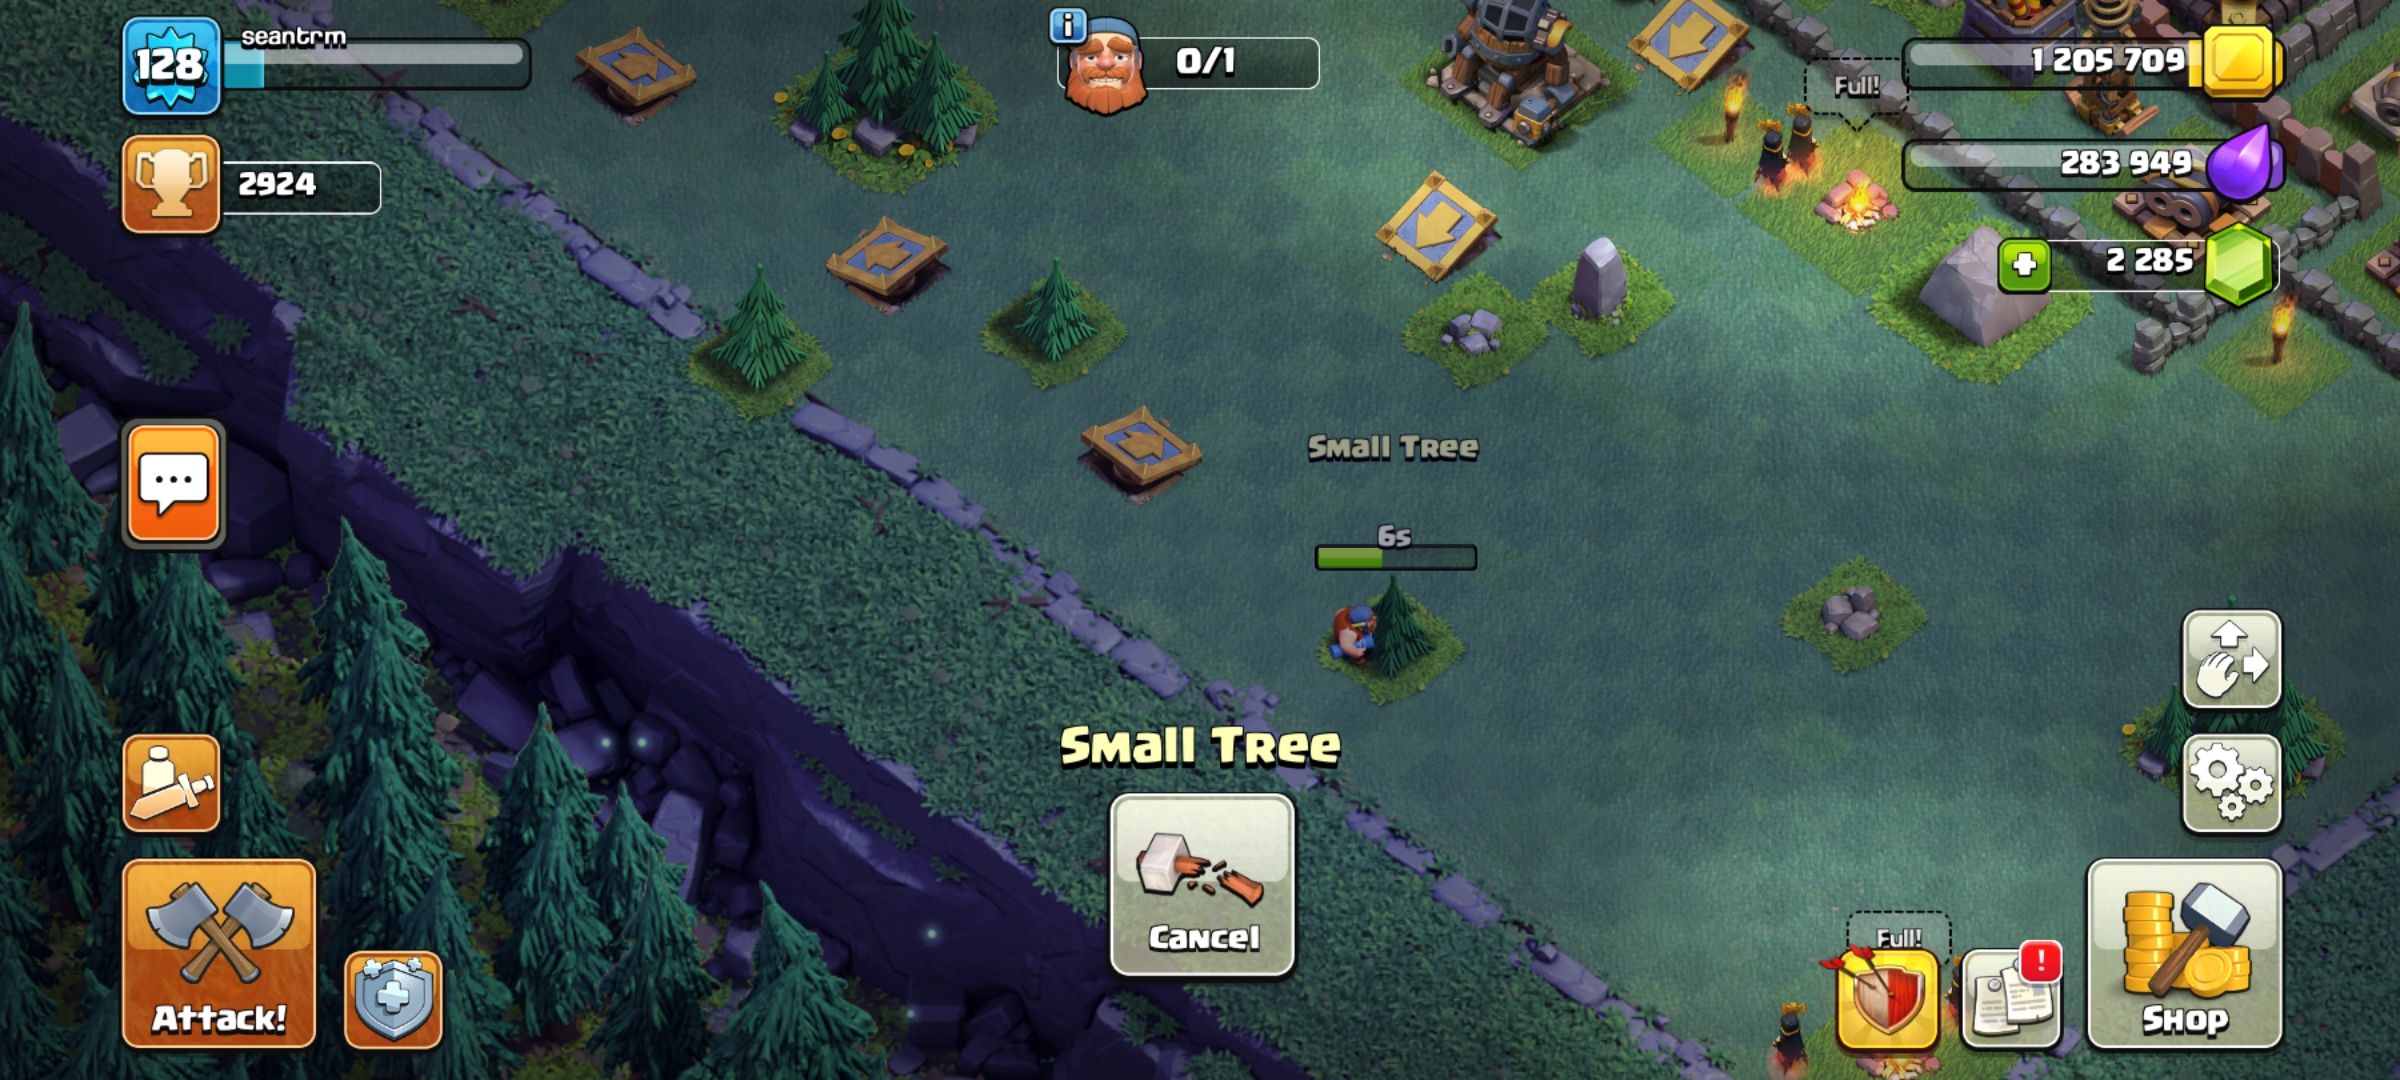 128
seantrm
0/1
1 205 709
Full!
283 949
2924
2 285
Small Tree
6s
Small Tree
Cancel
Full!
!
Attack!
Shop